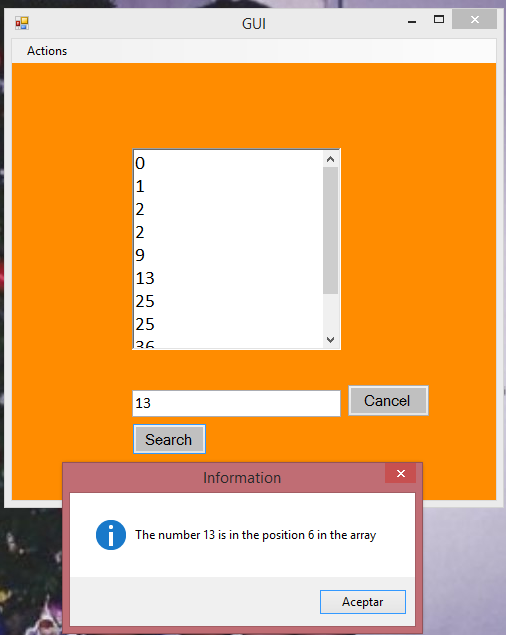 GUI
Actions
0
1
2
2
9
13
25
25
36
13
Cancel
Search
Information
The number 13 is in the position 6 in the array
Aceptar